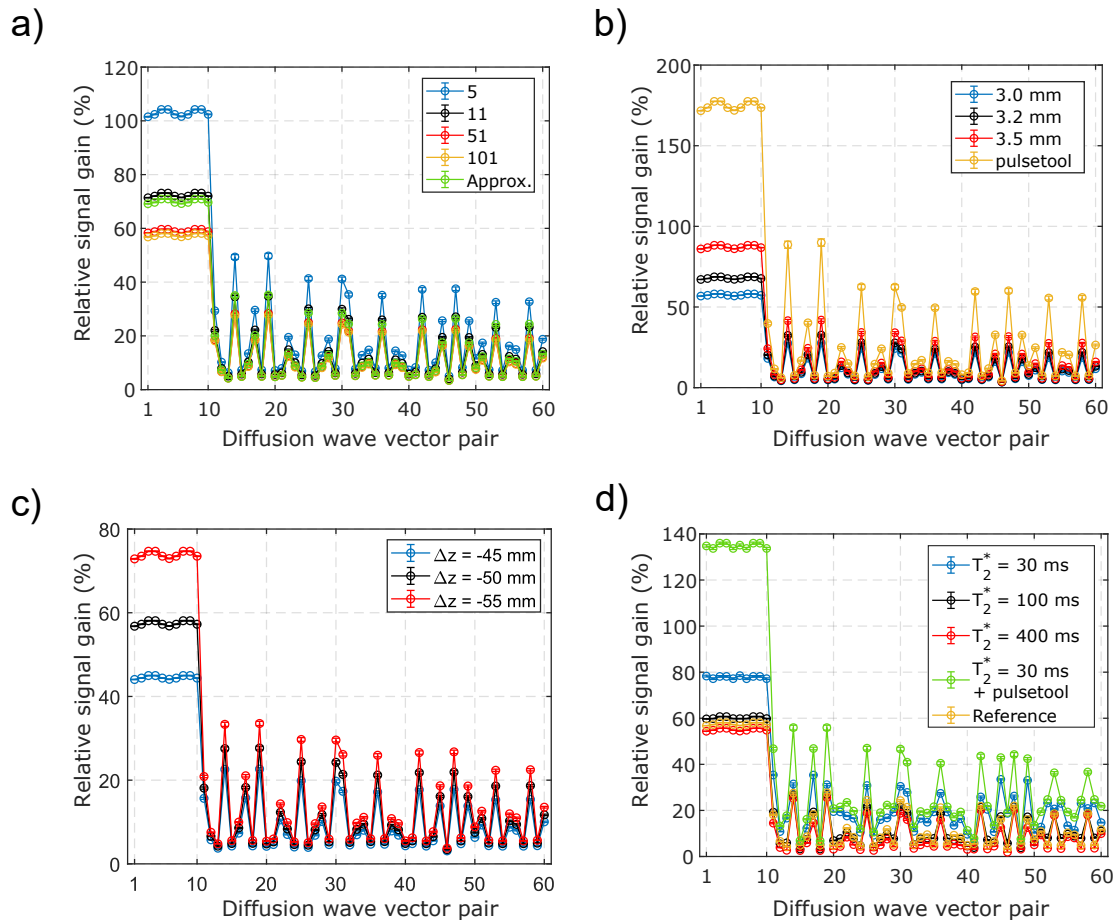 a)
Relative signal gain (%)
120
100
80
60
40
20
0
1
10
20
30
40
50
60
Diffusion wave vector pair
5
11
51
101
Approx.
b)
Relative signal gain (%)
200
150
100
50
0
1
10
20
30
40
50
60
Diffusion wave vector pair
3.0 mm
3.2 mm
3.5 mm
pulsetool
c)
Relative signal gain (%)
80
60
40
20
0
1
10
20
30
40
50
60
Diffusion wave vector pair
Δz = -45 mm
Δz = -50 mm
Δz = -55 mm
d)
Relative signal gain (%)
140
120
100
80
60
40
20
0
1
10
20
30
40
50
60
Diffusion wave vector pair
T₂* = 30 ms
T₂* = 100 ms
T₂* = 400 ms
T₂* = 30 ms
+ pulsetool
Reference